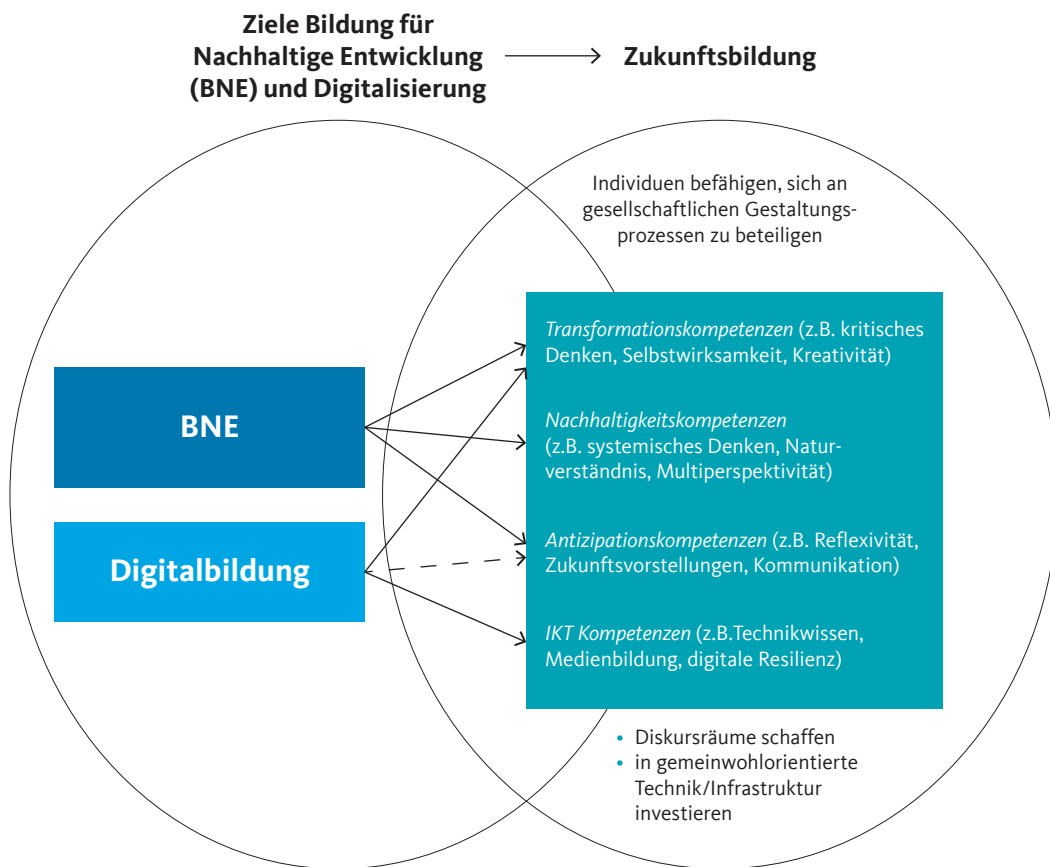 Ziele Bildung für
Nachhaltige Entwicklung
(BNE) und Digitalisierung
Zukunftsbildung
Individuen befähigen, sich an
gesellschaftlichen Gestaltungs-
prozessen zu beteiligen
BNE
Digitalbildung
Transformationskompetenzen (z.B. kritisches
Denken, Selbstwirksamkeit, Kreativität)
Nachhaltigkeitskompetenzen
(z.B. systemisches Denken, Natur-
verständnis, Multiperspektivität)
Antizipationskompetenzen (z.B. Reflexivität,
Zukunftsvorstellungen, Kommunikation)
IKT Kompetenzen (z.B.Technikwissen,
Medienbildung, digitale Resilienz)
• Diskursräume schaffen
• in gemeinwohlorientierte
Technik/Infrastruktur
investieren